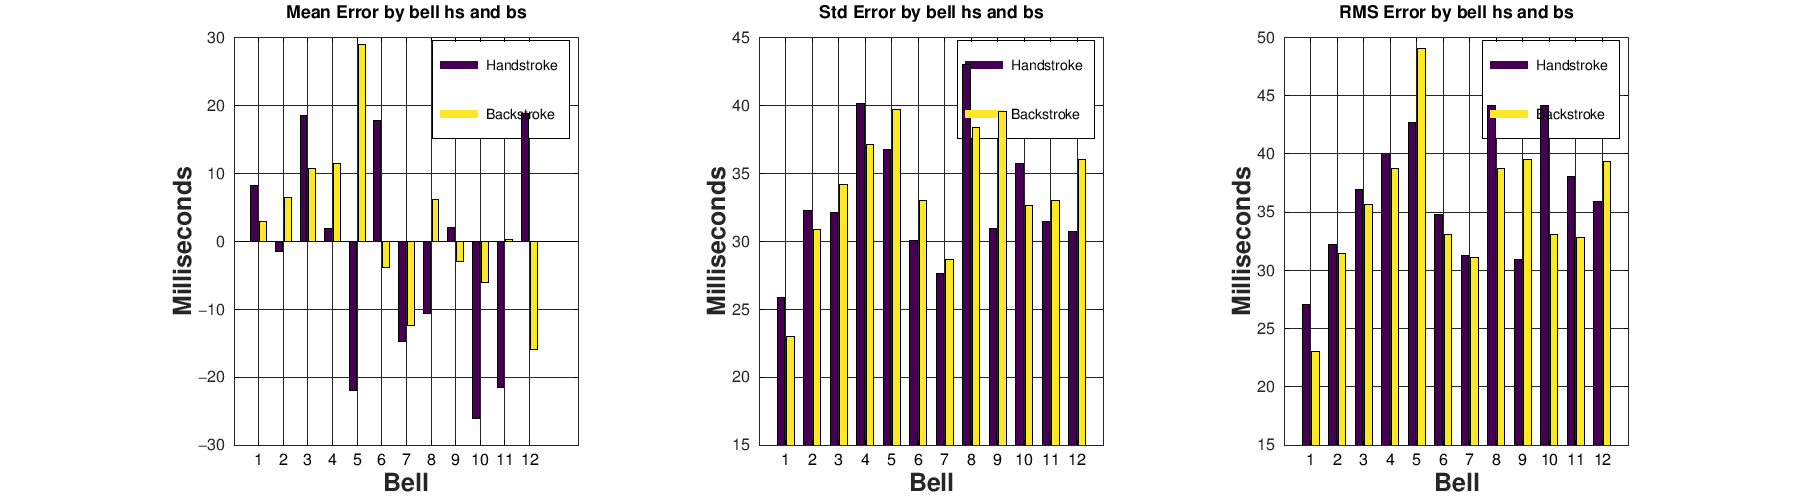 Mean Error by bell hs and bs
30
20
10
0
−10
−20
−30
Milliseconds
Handstroke
Backstroke
1 2 3 4 5 6 7 8 9 10 11 12
Bell
Std Error by bell hs and bs
45
40
35
30
25
20
15
Milliseconds
Handstroke
Backstroke
1 2 3 4 5 6 7 8 9 10 11 12
Bell
RMS Error by bell hs and bs
50
45
40
35
30
25
20
15
Milliseconds
Handstroke
Backstroke
1 2 3 4 5 6 7 8 9 10 11 12
Bell